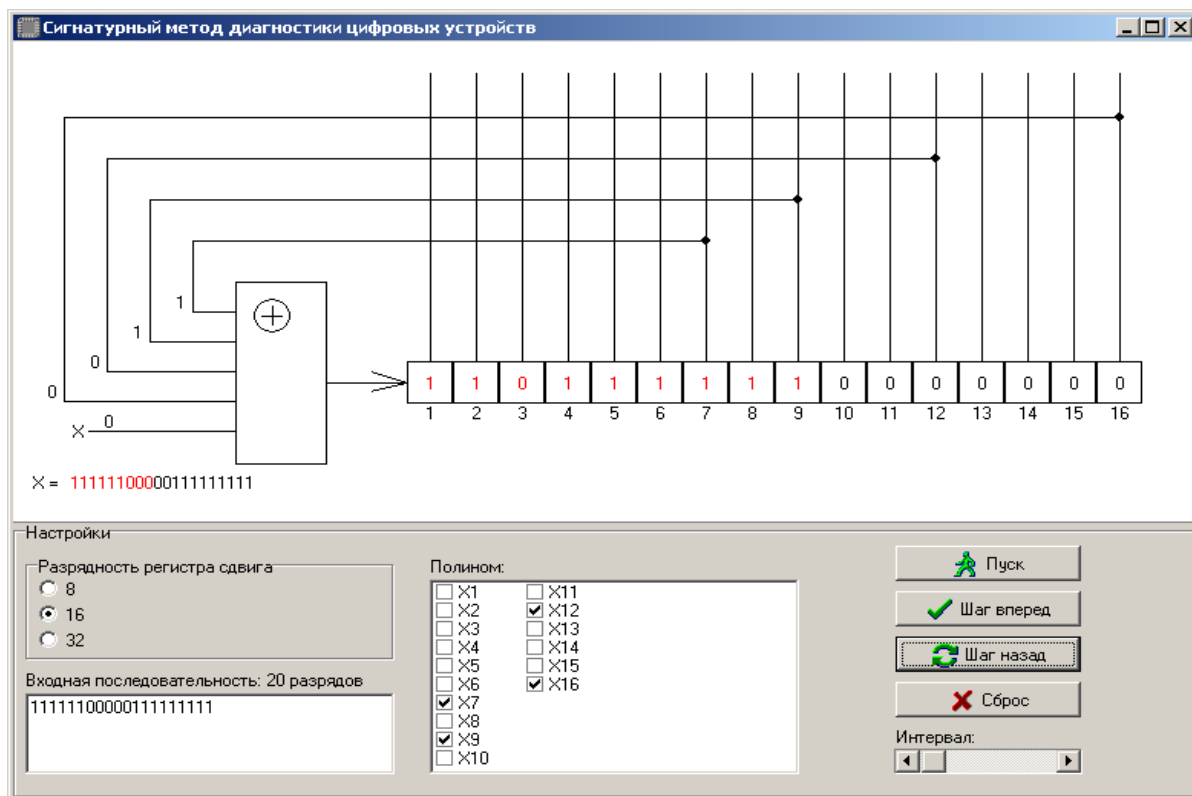 Сигнатурный метод диагностики цифровых устройств
1
1
0
0
X 0
1 1 0 1 1 1 1 1 1 0 0 0 0 0 0 0
1 2 3 4 5 6 7 8 9 10 11 12 13 14 15 16
X = 11111100000111111111
Настройки
Разрядность регистра сдвига
8
16
32
Входная последовательность: 20 разрядов
11111100000111111111
Полином:
X1
X2
X3
X4
X5
X6
X7
X8
X9
X10
X11
X12
X13
X14
X15
X16
Пуск
Шаг вперед
Шаг назад
Сброс
Интервал: